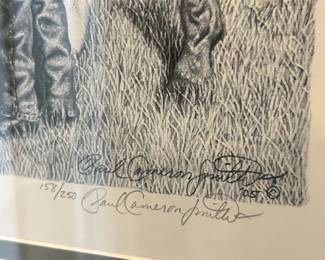 Paul Cameron Smith '05 ©
158/250 Paul Cameron Smith